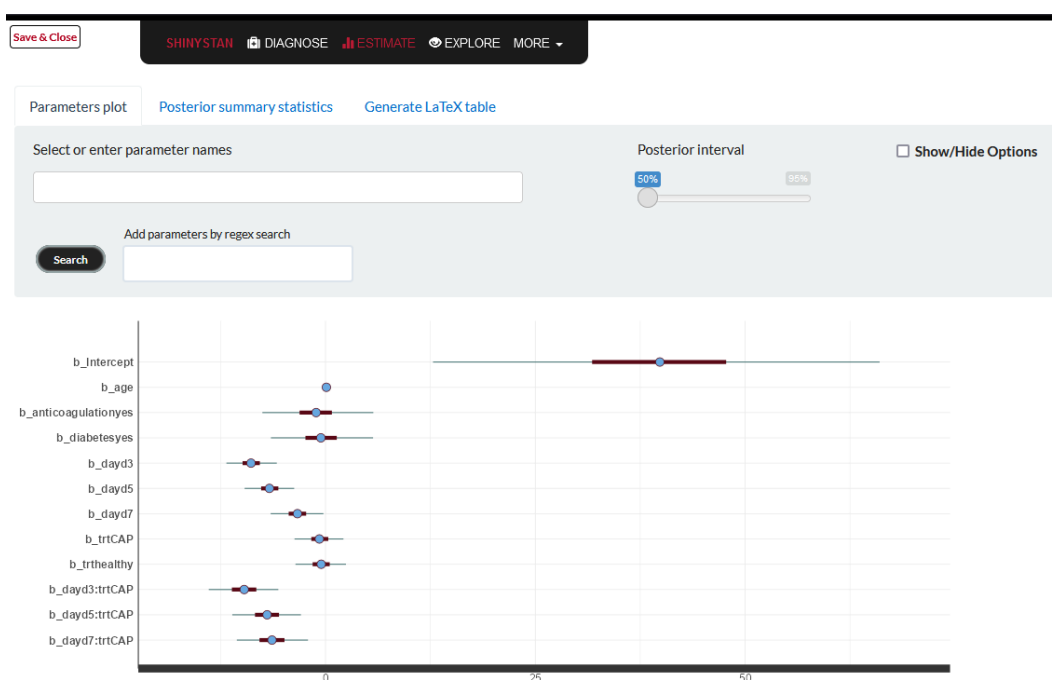 Save & Close
SHINYSTAN DIAGNOSE ESTIMATE EXPLORE MORE
Parameters plot Posterior summary statistics Generate LaTeX table
Select or enter parameter names Posterior interval Show/Hide Options
50% 95%
Add parameters by regex search
Search
b_Intercept
b_age
b_anticoagulationyes
b_diabetesyes
b_dayd3
b_dayd5
b_dayd7
b_trtCAP
b_trthealthy
b_dayd3:trtCAP
b_dayd5:trtCAP
b_dayd7:trtCAP
0 25 50